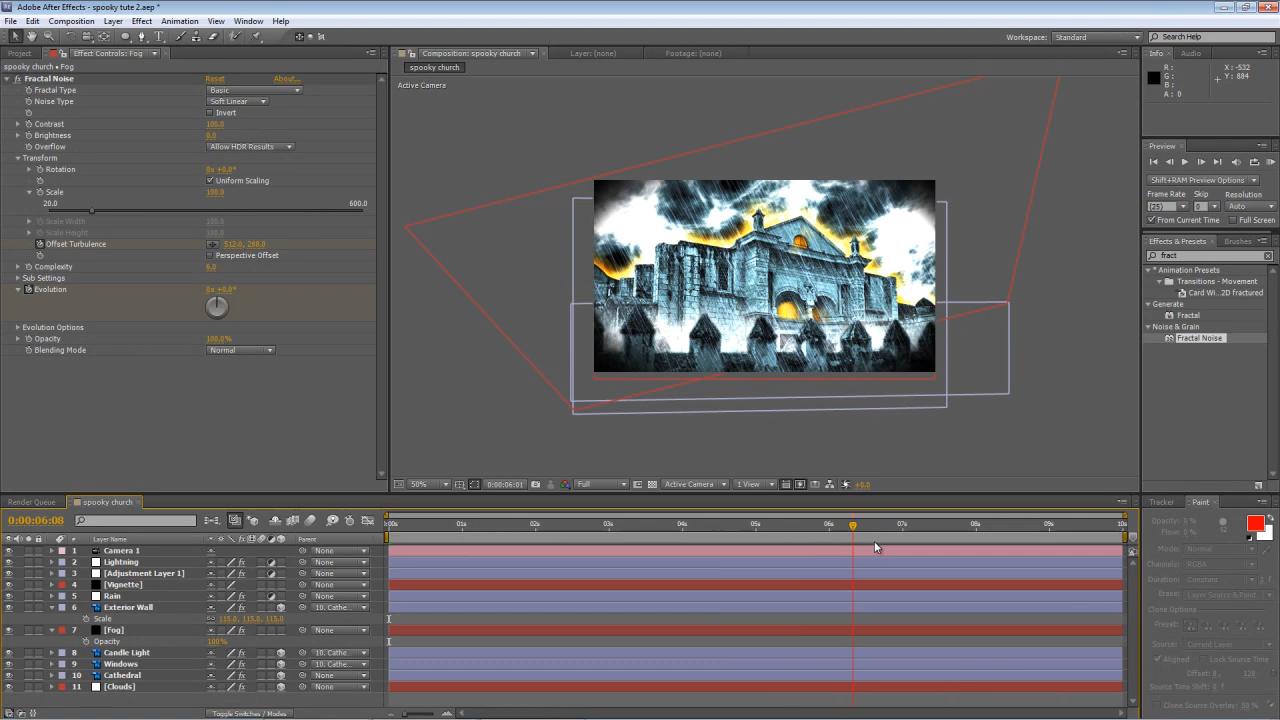 Adobe After Effects - spooky tute 2.aep *
File Edit Composition Layer Effect Animation View Window Help
Workspace: Standard Search Help
Project Effect Controls: Fog Composition: spooky church Layer: (none) Footage: (none) Info Audio
spooky church • Fog
spooky church
Active Camera
R:
G:
B:
A: 0
X: -532
Y: 884
Fractal Noise Reset About...
Fractal Type Basic
Noise Type Soft Linear
Invert
Contrast 100.0
Brightness 0.0
Overflow Allow HDR Results
Transform
Rotation 0x +0.0°
Uniform Scaling
Scale 100.0
20.0 600.0
Scale Width 100.0
Scale Height 100.0
Offset Turbulence 512.0, 288.0
Perspective Offset
Complexity 6.0
Sub Settings
Evolution 0x +0.0°
Evolution Options
Opacity 100.0%
Blending Mode Normal
Preview
Shift+RAM Preview Options
Frame Rate Skip Resolution
(25) 0 Auto
From Current Time Full Screen
Effects & Presets Brushes
fract
* Animation Presets
Transitions - Movement
Card Wi...2D fractured
Generate
Fractal
Noise & Grain
Fractal Noise
50% 0:00:06:01 Full Active Camera 1 View +0.0
Render Queue spooky church
0:00:06:08
:00s 01s 02s 03s 04s 05s 06s 07s 08s 09s 10s
# Layer Name Parent
1 Camera 1 None
2 Lightning None
3 [Adjustment Layer 1] None
4 [Vignette] None
5 Rain None
6 Exterior Wall 10. Cathe...
Scale 115.0, 115.0, 115.0%
7 [Fog] None
Opacity 100%
8 Candle Light 10. Cathe...
9 Windows 10. Cathe...
10 Cathedral None
11 [Clouds] None
Toggle Switches / Modes
Tracker Paint
Opacity: 0 %
Flow: 0 %
52
Mode: Normal
Channels: RGBA
Duration: Constant
Erase: Layer Source & Paint
Clone Options
Preset:
Source: Current Layer
Aligned Lock Source Time
Offset: 0, 128
Source Time Shift: 0 f
Clone Source Overlay: 50 %